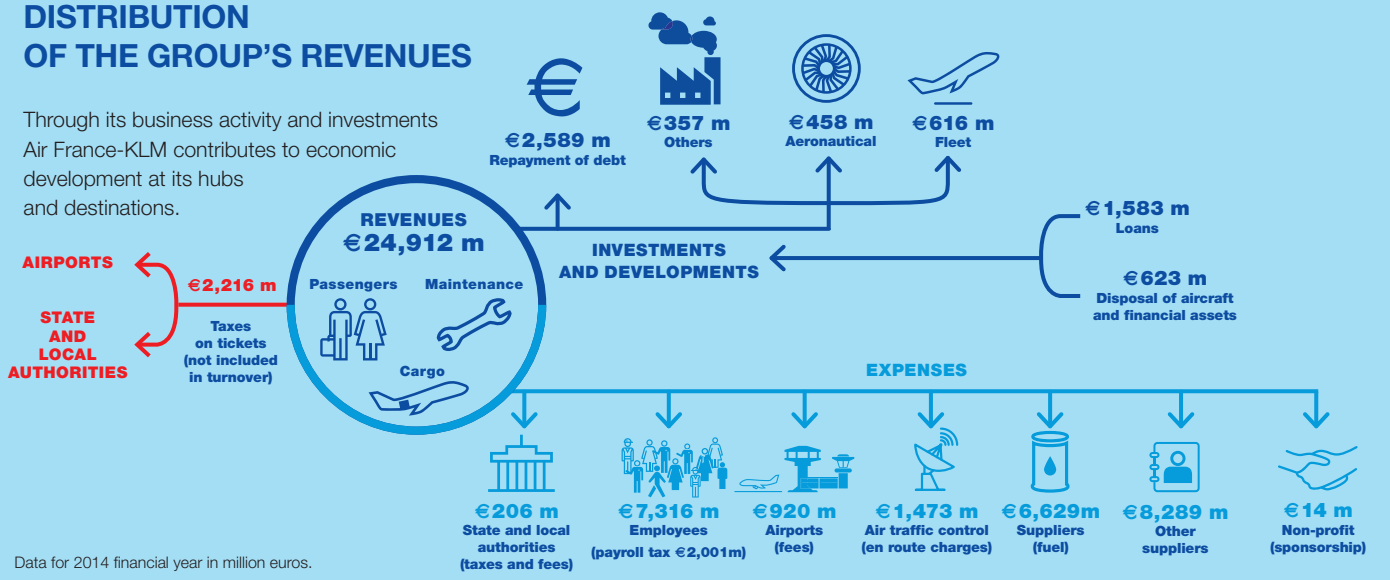 DISTRIBUTION
OF THE GROUP'S REVENUES
Through its business activity and investments
Air France-KLM contributes to economic
development at its hubs
and destinations.
€
€2,589 m
Repayment of debt
€357 m
Others
€458 m
Aeronautical
€616 m
Fleet
INVESTMENTS
AND DEVELOPMENTS
€1,583 m
Loans
€623 m
Disposal of aircraft
and financial assets
REVENUES
€24,912 m
Passengers
Maintenance
Cargo
AIRPORTS
STATE
AND
LOCAL
AUTHORITIES
€2,216 m
Taxes
on tickets
(not included
in turnover)
EXPENSES
€206 m
State and local
authorities
(taxes and fees)
€7,316 m
Employees
(payroll tax €2,001m)
€920 m
Airports
(fees)
€1,473 m
Air traffic control
(en route charges)
€6,629m
Suppliers
(fuel)
€8,289 m
Other
suppliers
€14 m
Non-profit
(sponsorship)
Data for 2014 financial year in million euros.